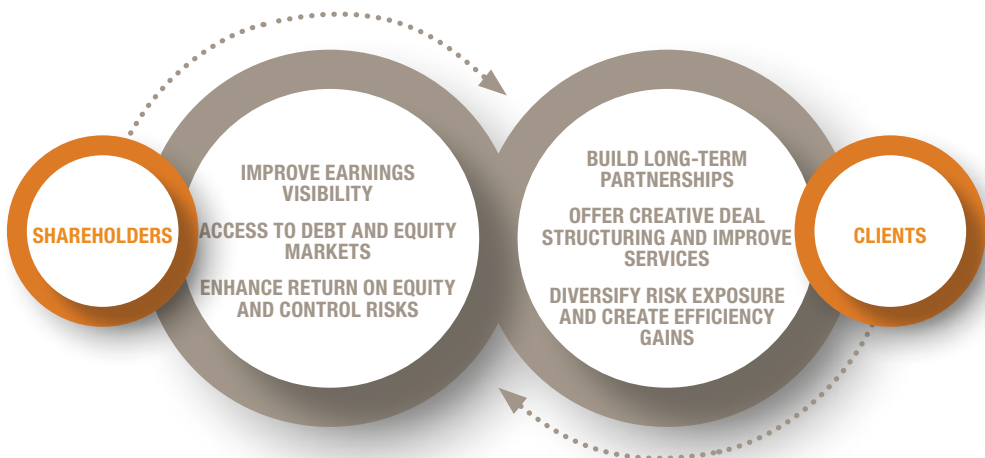 SHAREHOLDERS
IMPROVE EARNINGS
VISIBILITY
ACCESS TO DEBT AND EQUITY
MARKETS
ENHANCE RETURN ON EQUITY
AND CONTROL RISKS
BUILD LONG-TERM
PARTNERSHIPS
OFFER CREATIVE DEAL
STRUCTURING AND IMPROVE
SERVICES
DIVERSIFY RISK EXPOSURE
AND CREATE EFFICIENCY
GAINS
CLIENTS